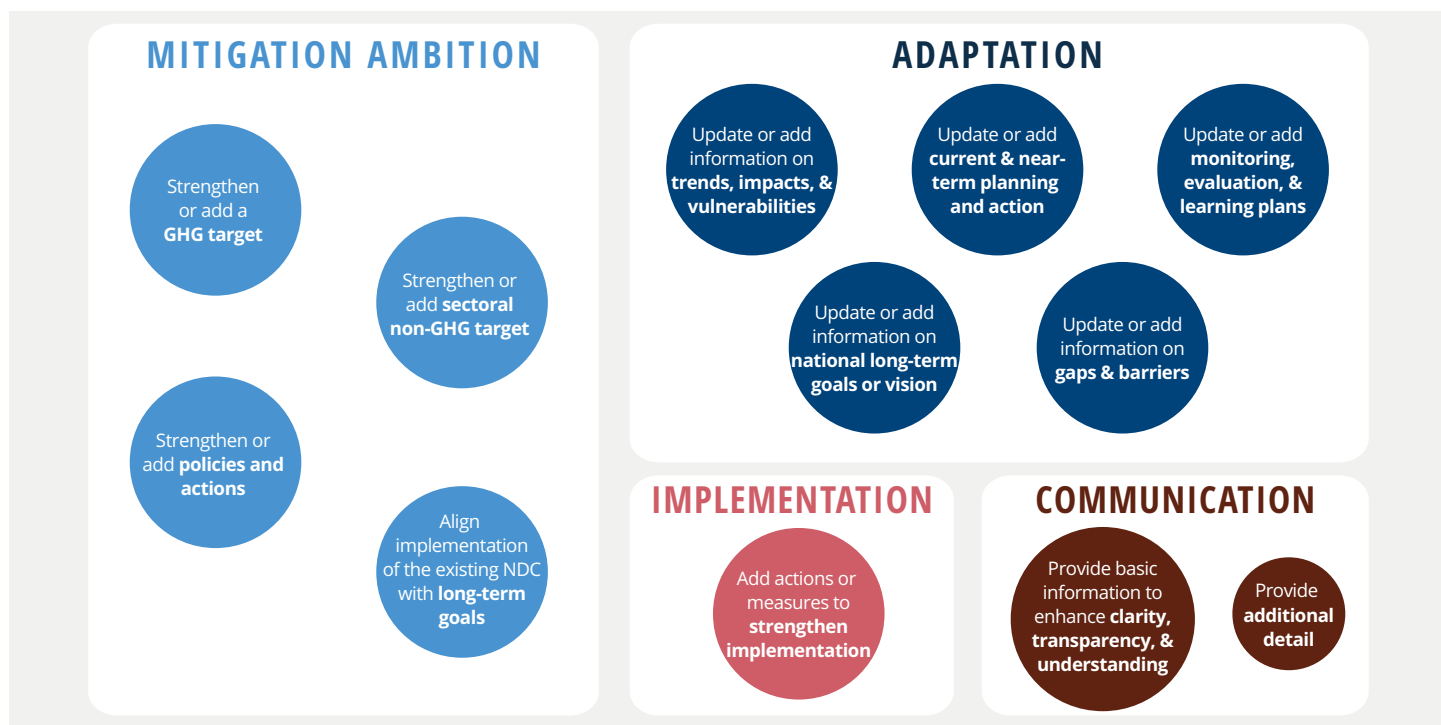 MITIGATION AMBITION
Strengthen
or add a
GHG target
Strengthen or
add sectoral
non-GHG target
Strengthen or
add policies and
actions
Align
implementation
of the existing NDC
with long-term
goals
ADAPTATION
Update or add
information on
trends, impacts, &
vulnerabilities
Update or add
current & near-
term planning
and action
Update or add
monitoring,
evaluation, &
learning plans
Update or add
information on
national long-term
goals or vision
Update or add
information on
gaps & barriers
IMPLEMENTATION
Add actions or
measures to
strengthen
implementation
COMMUNICATION
Provide basic
information to
enhance clarity,
transparency, &
understanding
Provide
additional
detail